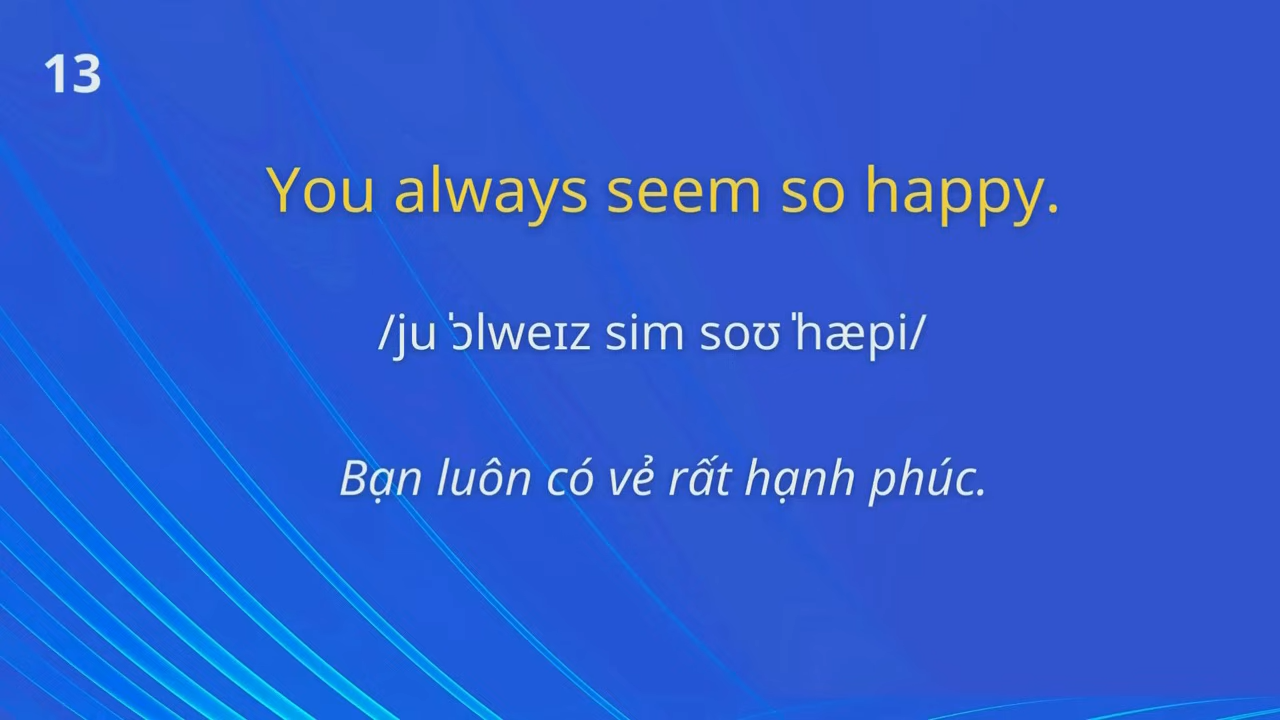 13
You always seem so happy.
/ju ˈɔlweɪz sim soʊ ˈhæpi/
Bạn luôn có vẻ rất hạnh phúc.